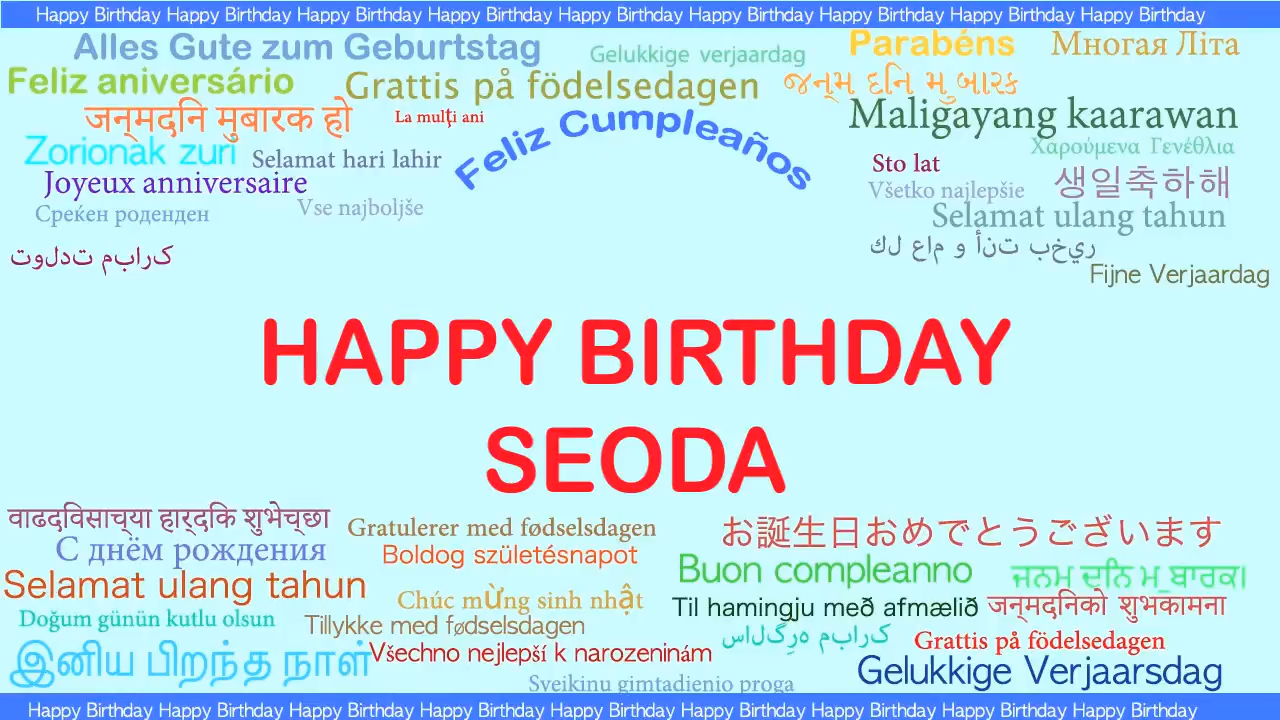 Happy Birthday Happy Birthday Happy Birthday Happy Birthday Happy Birthday Happy Birthday Happy Birthday Happy Birthday Happy Birthday
Alles Gute zum Geburtstag
Gelukkige verjaardag
Parabéns
Многая Літа
Feliz aniversário
Grattis på födelsedagen
જન્મ દિન મુબારક
जन्मदिन मुबारक हो
La mulţi ani
Feliz Cumpleaños
Maligayang kaarawan
Zorionak zuri
Selamat hari lahir
Sto lat
Χαρούμενα Γενέθλια
Joyeux anniversaire
Všetko najlepšie
생일축하해
Срeќен роденден
Vse najboljše
Selamat ulang tahun
تولدت مبارک
كل عام و أنت بخير
Fijne Verjaardag
HAPPY BIRTHDAY
SEODA
वाढदिवसाच्या हार्दिक शुभेच्छा
Gratulerer med fødselsdagen
お誕生日おめでとうございます
С днём рождения
Boldog születésnapot
Buon compleanno
ਜਨਮ ਦਿਨ ਮੁਬਾਰਕ।
Selamat ulang tahun
Chúc mừng sinh nhật
Til hamingju með afmælið
जन्मदिनको शुभकामना
Doğum günün kutlu olsun
Tillykke med fødselsdagen
سالگرہ مبارک
Grattis på födelsedagen
இனிய பிறந்த நாள்
Všechno nejlepší k narozeninám
Gelukkige Verjaarsdag
Sveikinu gimtadienio proga
Happy Birthday Happy Birthday Happy Birthday Happy Birthday Happy Birthday Happy Birthday Happy Birthday Happy Birthday Happy Birthday